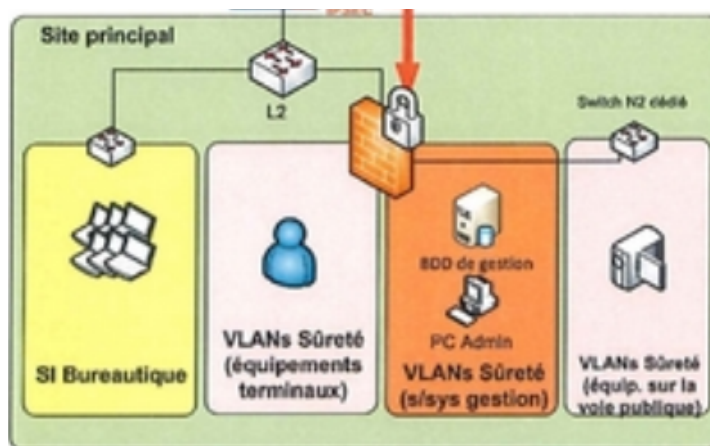 Site principal
L2
Switch N2 dédié
SI Bureautique
VLANs Sûreté
(équipements
terminaux)
BDD de gestion
PC Admin
VLANs Sûreté
(s/sys gestion)
VLANs Sûreté
(équip. sur la
voie publique)